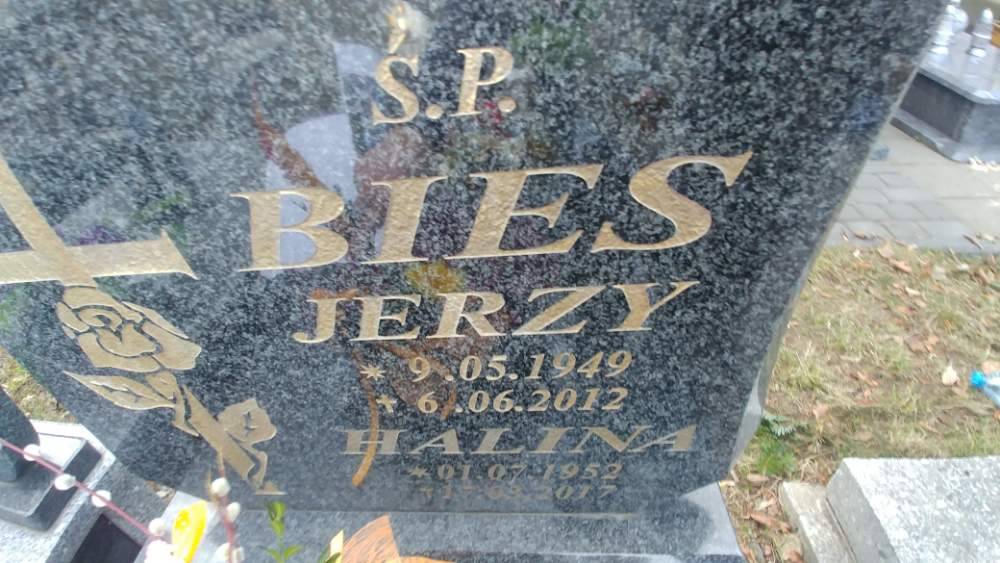 Ś.P.
BIES
JERZY
* 9.05.1949
+ 6.06.2012
HALINA
*01.07.1952